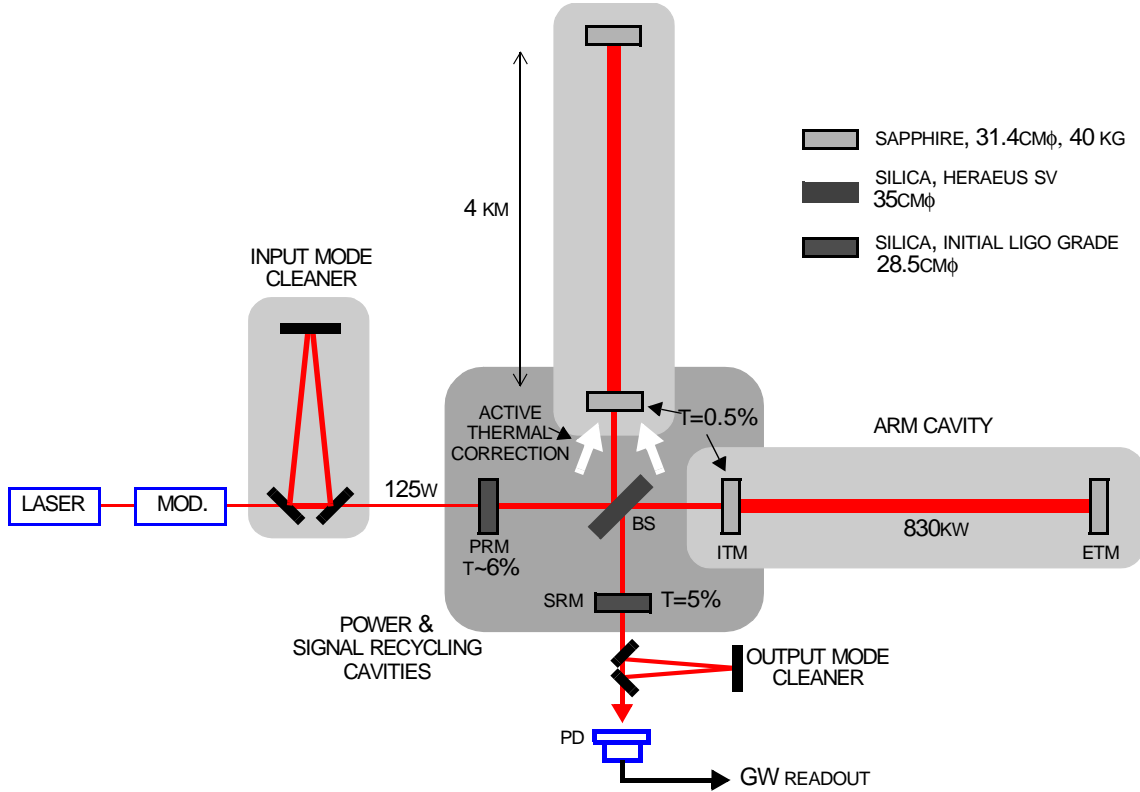 SAPPHIRE, 31.4CMϕ, 40 KG
SILICA, HERAEUS SV
35CMϕ
SILICA, INITIAL LIGO GRADE
28.5CMϕ
4 KM
INPUT MODE
CLEANER
ACTIVE
THERMAL
CORRECTION
T=0.5%
ARM CAVITY
LASER
MOD.
125W
PRM
T~6%
BS
ITM
830KW
ETM
SRM
T=5%
POWER &
SIGNAL RECYCLING
CAVITIES
OUTPUT MODE
CLEANER
PD
GW READOUT